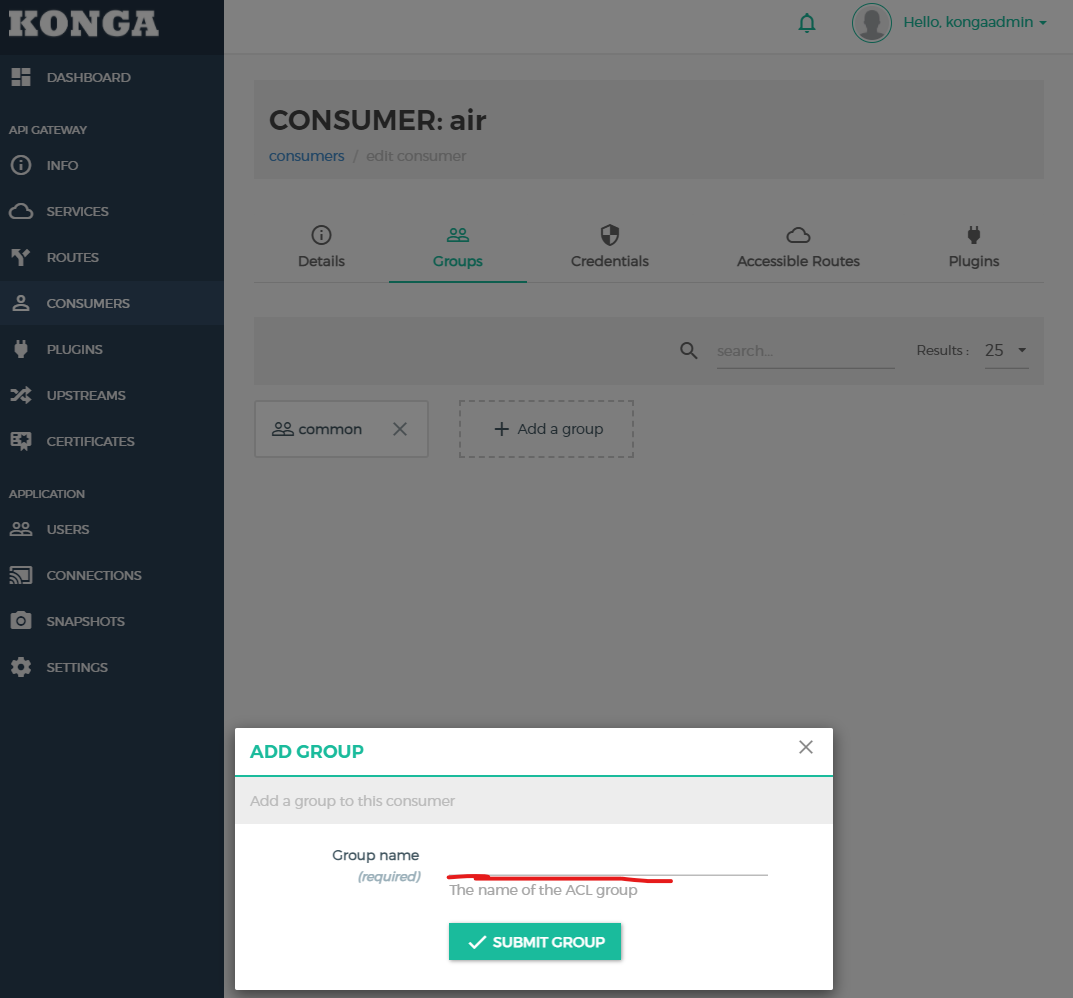 KONGA
Hello, kongaadmin
DASHBOARD
API GATEWAY
INFO
SERVICES
ROUTES
CONSUMERS
PLUGINS
UPSTREAMS
CERTIFICATES
APPLICATION
USERS
CONNECTIONS
SNAPSHOTS
SETTINGS
CONSUMER: air
consumers / edit consumer
Details Groups Credentials Accessible Routes Plugins
search... Results : 25
common Add a group
ADD GROUP
Add a group to this consumer
Group name
(required)
The name of the ACL group
SUBMIT GROUP